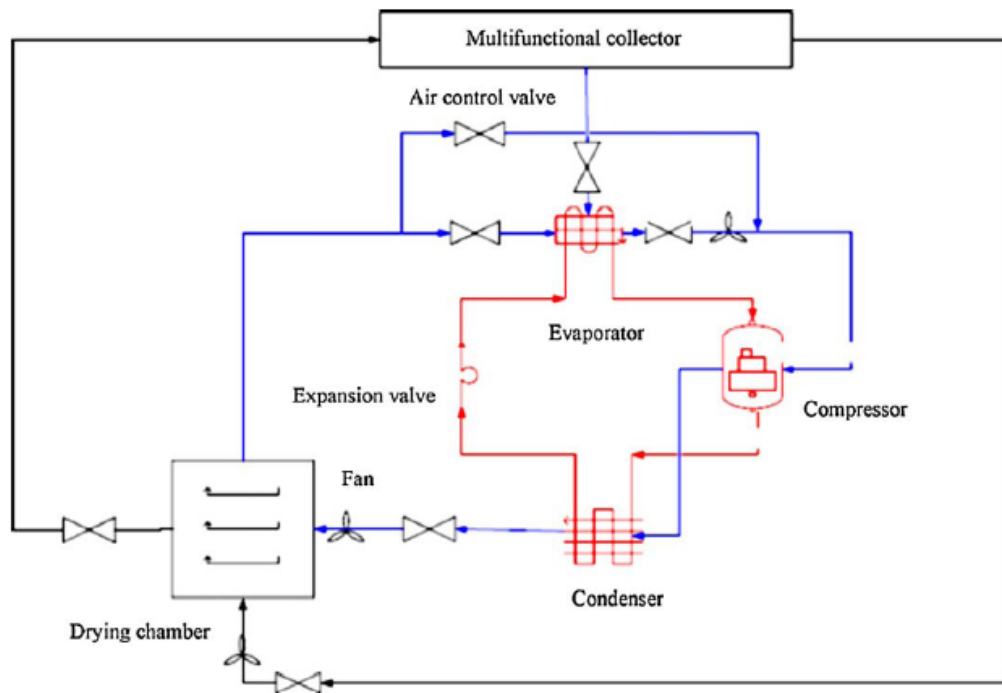 Multifunctional collector
Air control valve
Evaporator
Expansion valve
Compressor
Fan
Condenser
Drying chamber